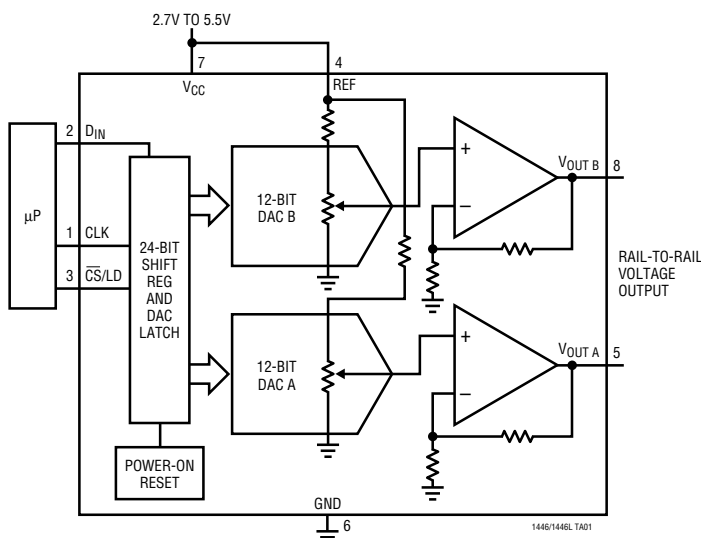 2.7V TO 5.5V
7
4
VCC
REF
μP
2
DIN
1
CLK
3
CS/LD
24-BIT
SHIFT
REG
AND
DAC
LATCH
12-BIT
DAC B
+
–
VOUT B
8
RAIL-TO-RAIL
VOLTAGE
OUTPUT
12-BIT
DAC A
+
–
VOUT A
5
POWER-ON
RESET
GND
6
1446/1446L TA01